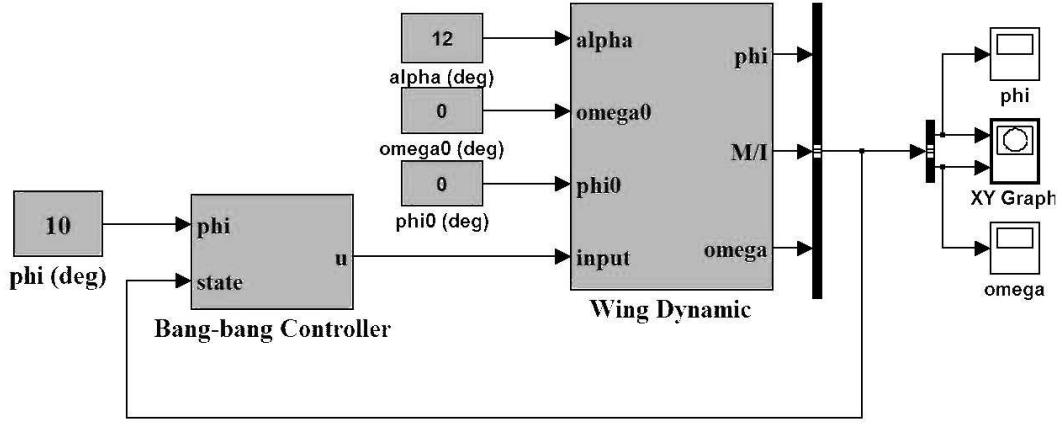 12
alpha (deg)
0
omega0 (deg)
0
phi0 (deg)
alpha
omega0
phi0
input
phi
M/I
omega
Wing Dynamic
10
phi (deg)
phi
state
u
Bang-bang Controller
phi
XY Graph
omega